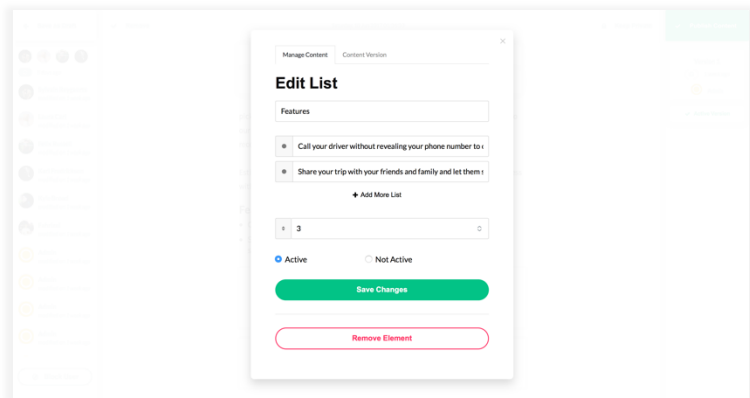 ×
Manage Content
Content Version
Edit List
Features
Call your driver without revealing your phone number to
Share your trip with your friends and family and let them
+ Add More List
3
Active
Not Active
Save Changes
Remove Element